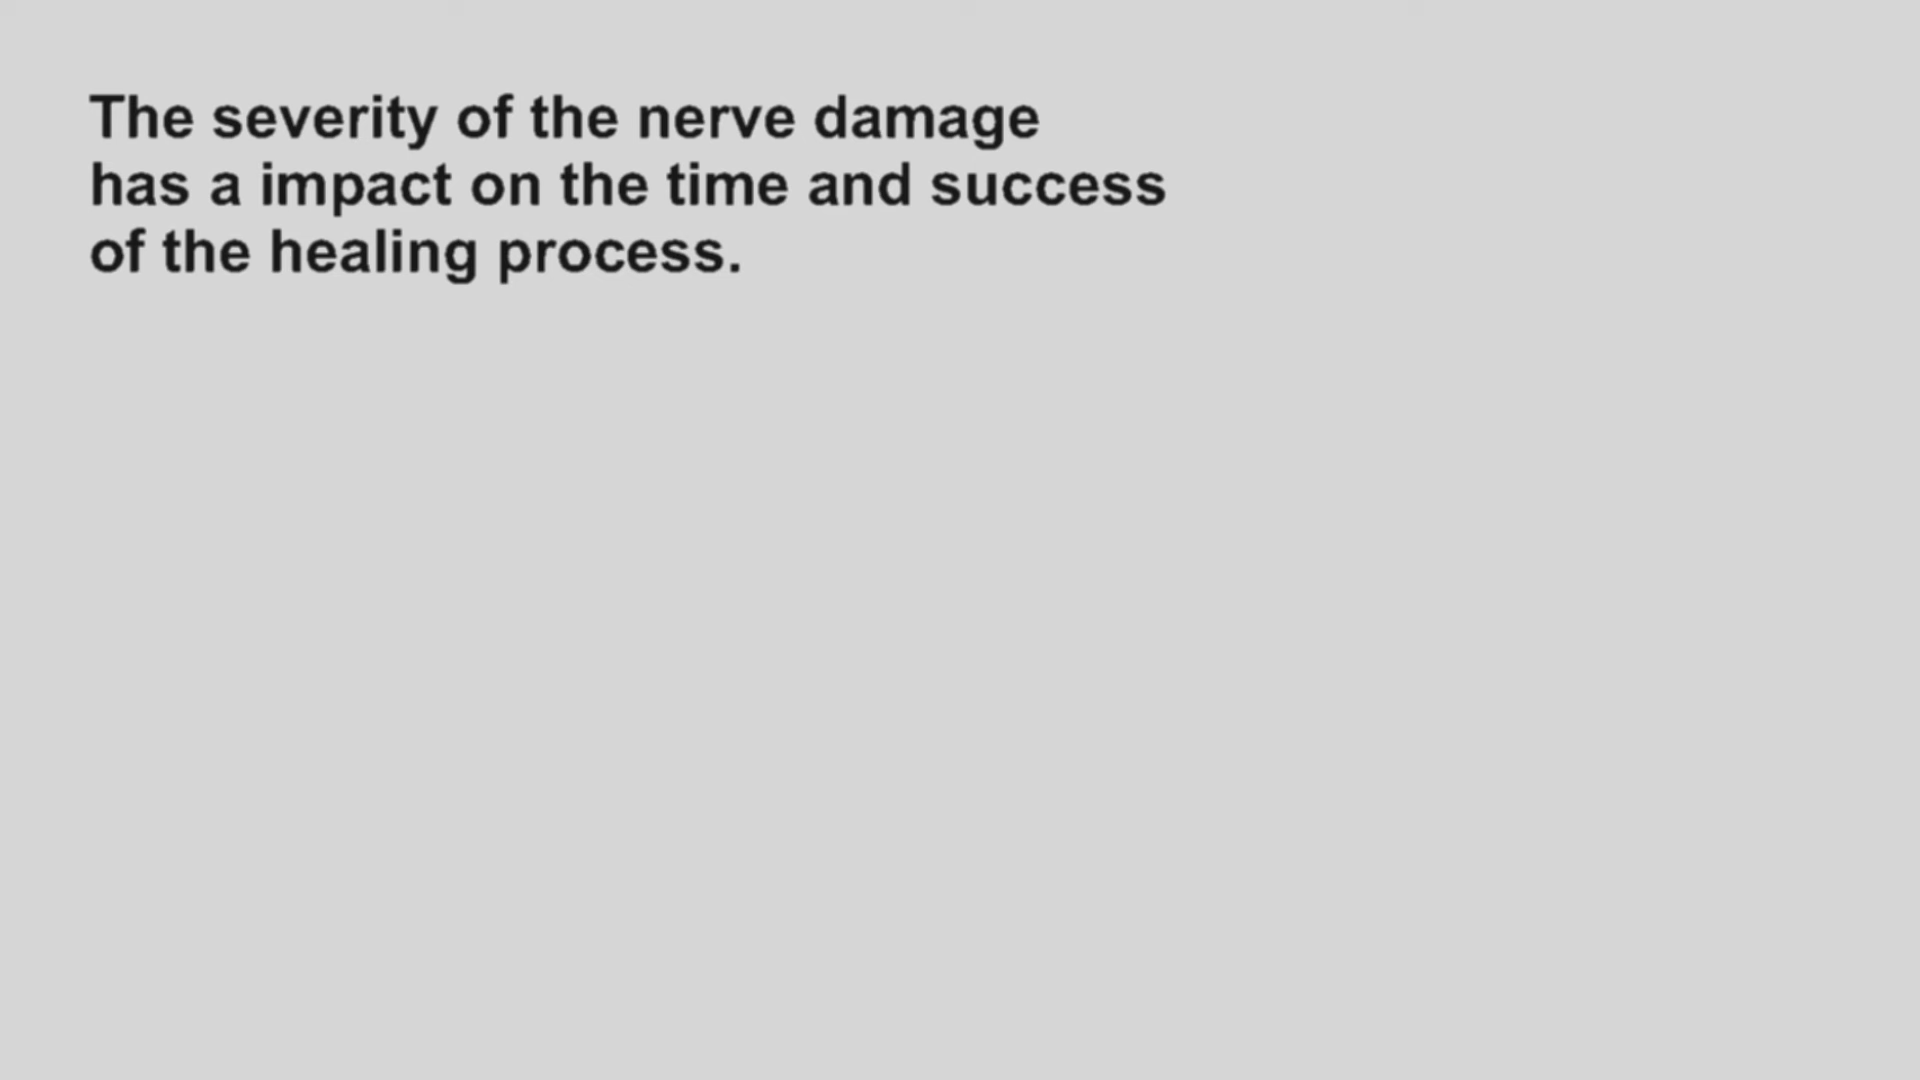 The severity of the nerve damage
has a impact on the time and success
of the healing process.